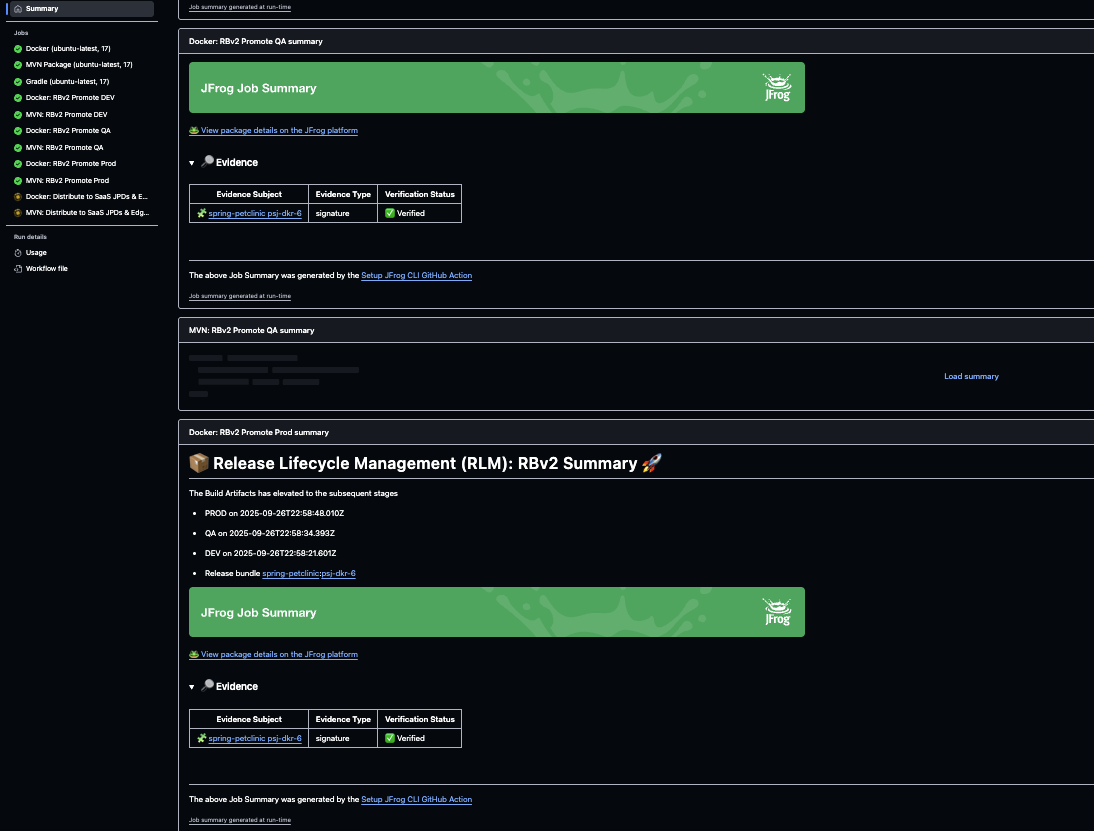 Summary
Jobs
Docker (ubuntu-latest, 17)
MVN Package (ubuntu-latest, 17)
Gradle (ubuntu-latest, 17)
Docker: RBv2 Promote DEV
MVN: RBv2 Promote DEV
Docker: RBv2 Promote QA
MVN: RBv2 Promote QA
Docker: RBv2 Promote Prod
MVN: RBv2 Promote Prod
Docker: Distribute to SaaS JPDs & E...
MVN: Distribute to SaaS JPDs & Edg...
Run details
Usage
Workflow file
Job summary generated at run-time
Docker: RBv2 Promote QA summary
JFrog Job Summary
JFrog
View package details on the JFrog platform
Evidence
Evidence Subject Evidence Type Verification Status
spring-petclinic psj-dkr-6 signature Verified
The above Job Summary was generated by the Setup JFrog CLI GitHub Action
Job summary generated at run-time
MVN: RBv2 Promote QA summary
Load summary
Docker: RBv2 Promote Prod summary
Release Lifecycle Management (RLM): RBv2 Summary
The Build Artifacts has elevated to the subsequent stages
PROD on 2025-09-26T22:58:48.010Z
QA on 2025-09-26T22:58:34.393Z
DEV on 2025-09-26T22:58:21.601Z
Release bundle spring-petclinic:psj-dkr-6
JFrog Job Summary
JFrog
View package details on the JFrog platform
Evidence
Evidence Subject Evidence Type Verification Status
spring-petclinic psj-dkr-6 signature Verified
The above Job Summary was generated by the Setup JFrog CLI GitHub Action
Job summary generated at run-time